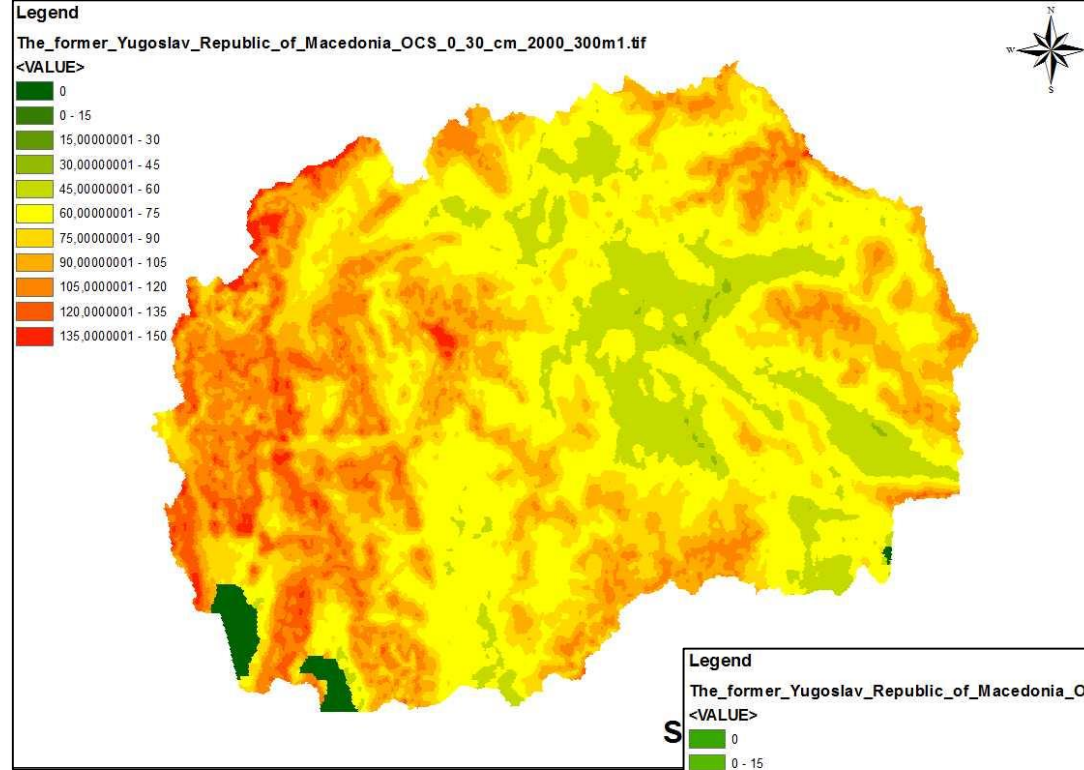 Legend
The_former_Yugoslav_Republic_of_Macedonia_OCS_0_30_cm_2000_300m1.tif
<VALUE>
0
0 - 15
15,00000001 - 30
30,00000001 - 45
45,00000001 - 60
60,00000001 - 75
75,00000001 - 90
90,00000001 - 105
105,0000001 - 120
120,0000001 - 135
135,0000001 - 150
N
W
S
S
Legend
The_former_Yugoslav_Republic_of_Macedonia_O
<VALUE>
0
0 - 15